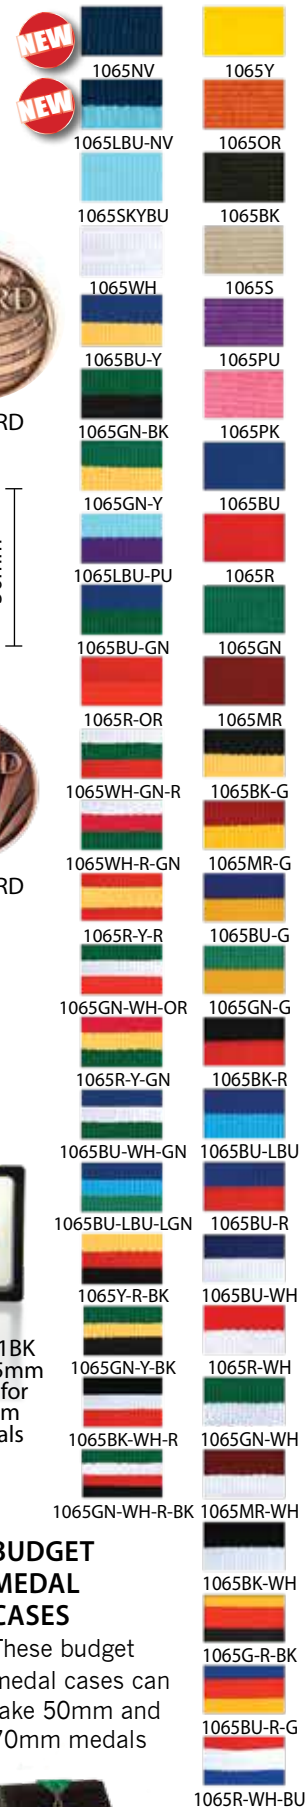 NEW
1065NV 1065Y
NEW
1065LBU-NV 1065OR
1065SKYBU 1065BK
1065WH 1065S
1065BU-Y 1065PU
RD
1065GN-BK 1065PK
1065GN-Y 1065BU
1065LBU-PU 1065R
1065BU-GN 1065GN
1065R-OR 1065MR
1065WH-GN-R 1065BK-G
1065WH-R-GN 1065MR-G
RD
1065R-Y-R 1065BU-G
1065GN-WH-OR 1065GN-G
1065R-Y-GN 1065BK-R
1065BU-WH-GN 1065BU-LBU
1065BU-LBU-LGN 1065BU-R
1065Y-R-BK 1065BU-WH
1BK
5mm
for
m
als
1065GN-Y-BK 1065R-WH
1065BK-WH-R 1065GN-WH
1065GN-WH-R-BK 1065MR-WH
1065BK-WH
1065G-R-BK
1065BU-R-G
1065R-WH-BU
BUDGET
MEDAL
CASES
These budget
medal cases can
take 50mm and
70mm medals